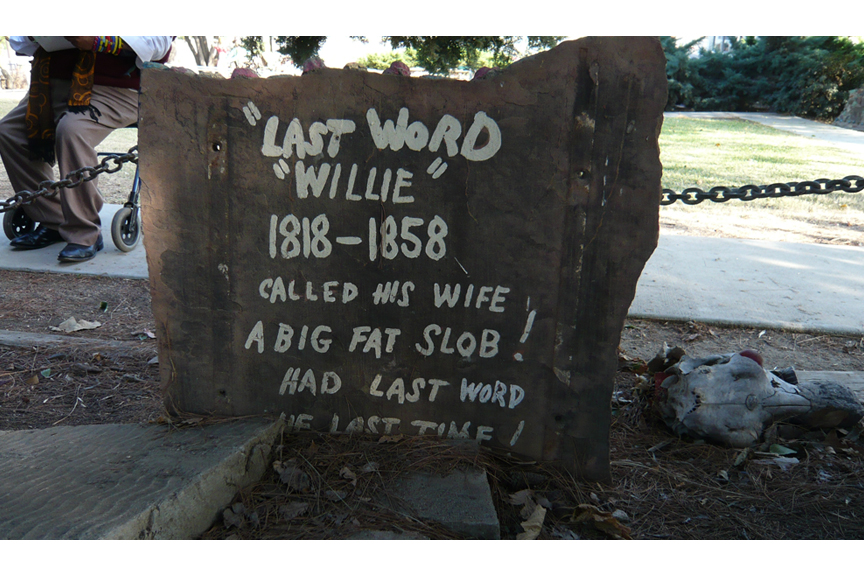 "LAST WORD
"WILLIE"
1818-1858
CALLED HIS WIFE
A BIG FAT SLOB!
HAD LAST WORD
HE LAST TIME!